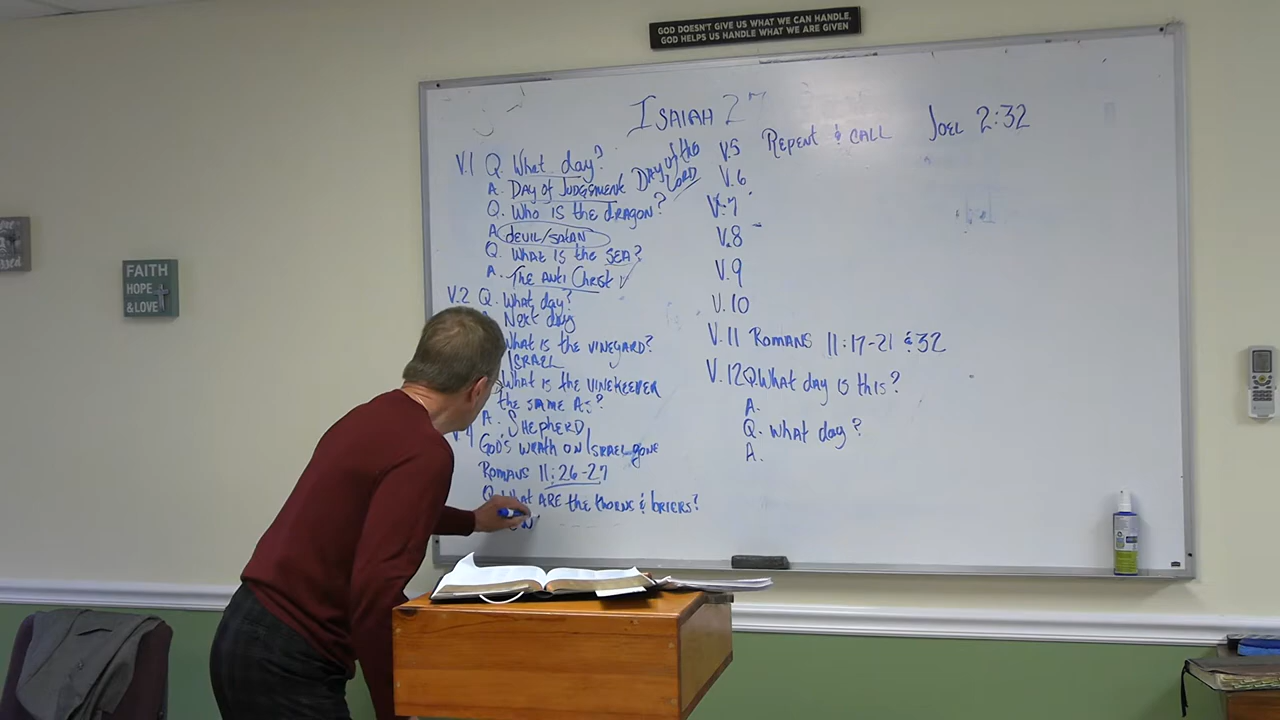 GOD DOESN'T GIVE US WHAT WE CAN HANDLE,
GOD HELPS US HANDLE WHAT WE ARE GIVEN
FAITH
HOPE
& LOVE
ISAIAH 27
V.1 Q. What day?
A. DAY of JUDGEMENT DAY of the LORD
Q. Who is the dRAGON?
A. devil/satan
Q. What is the SEA?
A. The Anti Christ
V.2 Q. What day?
Next day
What is the VINEYARD?
ISRAEL
What is the VINEKEEPER
the same As?
A. Shepherd
V.4
God's wrath on Israel gone
Romans 11:26-27
Q. What ARE the thorns & briers?
V.5 Repent & CALL Joel 2:32
V.6
V.7
V.8
V.9
V.10
V.11 Romans 11:17-21 & 32
V.12 Q What day is this?
A.
Q. What day?
A.